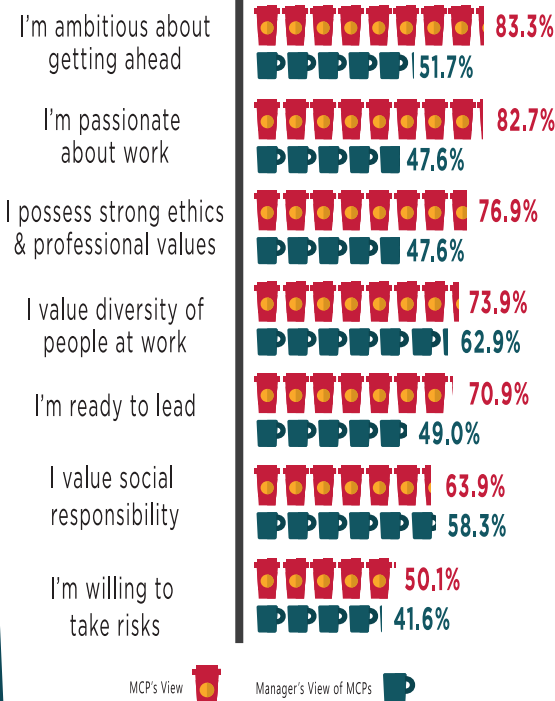 I'm ambitious about
getting ahead
83.3%
51.7%
I'm passionate
about work
82.7%
47.6%
I possess strong ethics
& professional values
76.9%
47.6%
I value diversity of
people at work
73.9%
62.9%
I'm ready to lead
70.9%
49.0%
I value social
responsibility
63.9%
58.3%
I'm willing to
take risks
50.1%
41.6%
MCP's View
Manager's View of MCPs